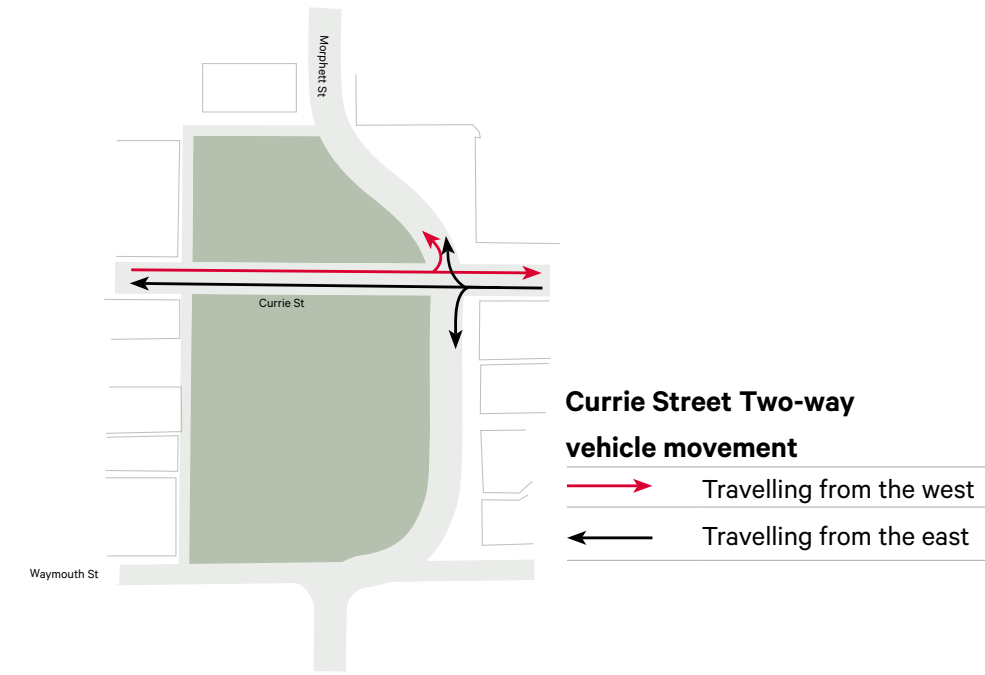 Morphett St
Currie St
Currie Street Two-way
vehicle movement
Travelling from the west
Travelling from the east
Waymouth St